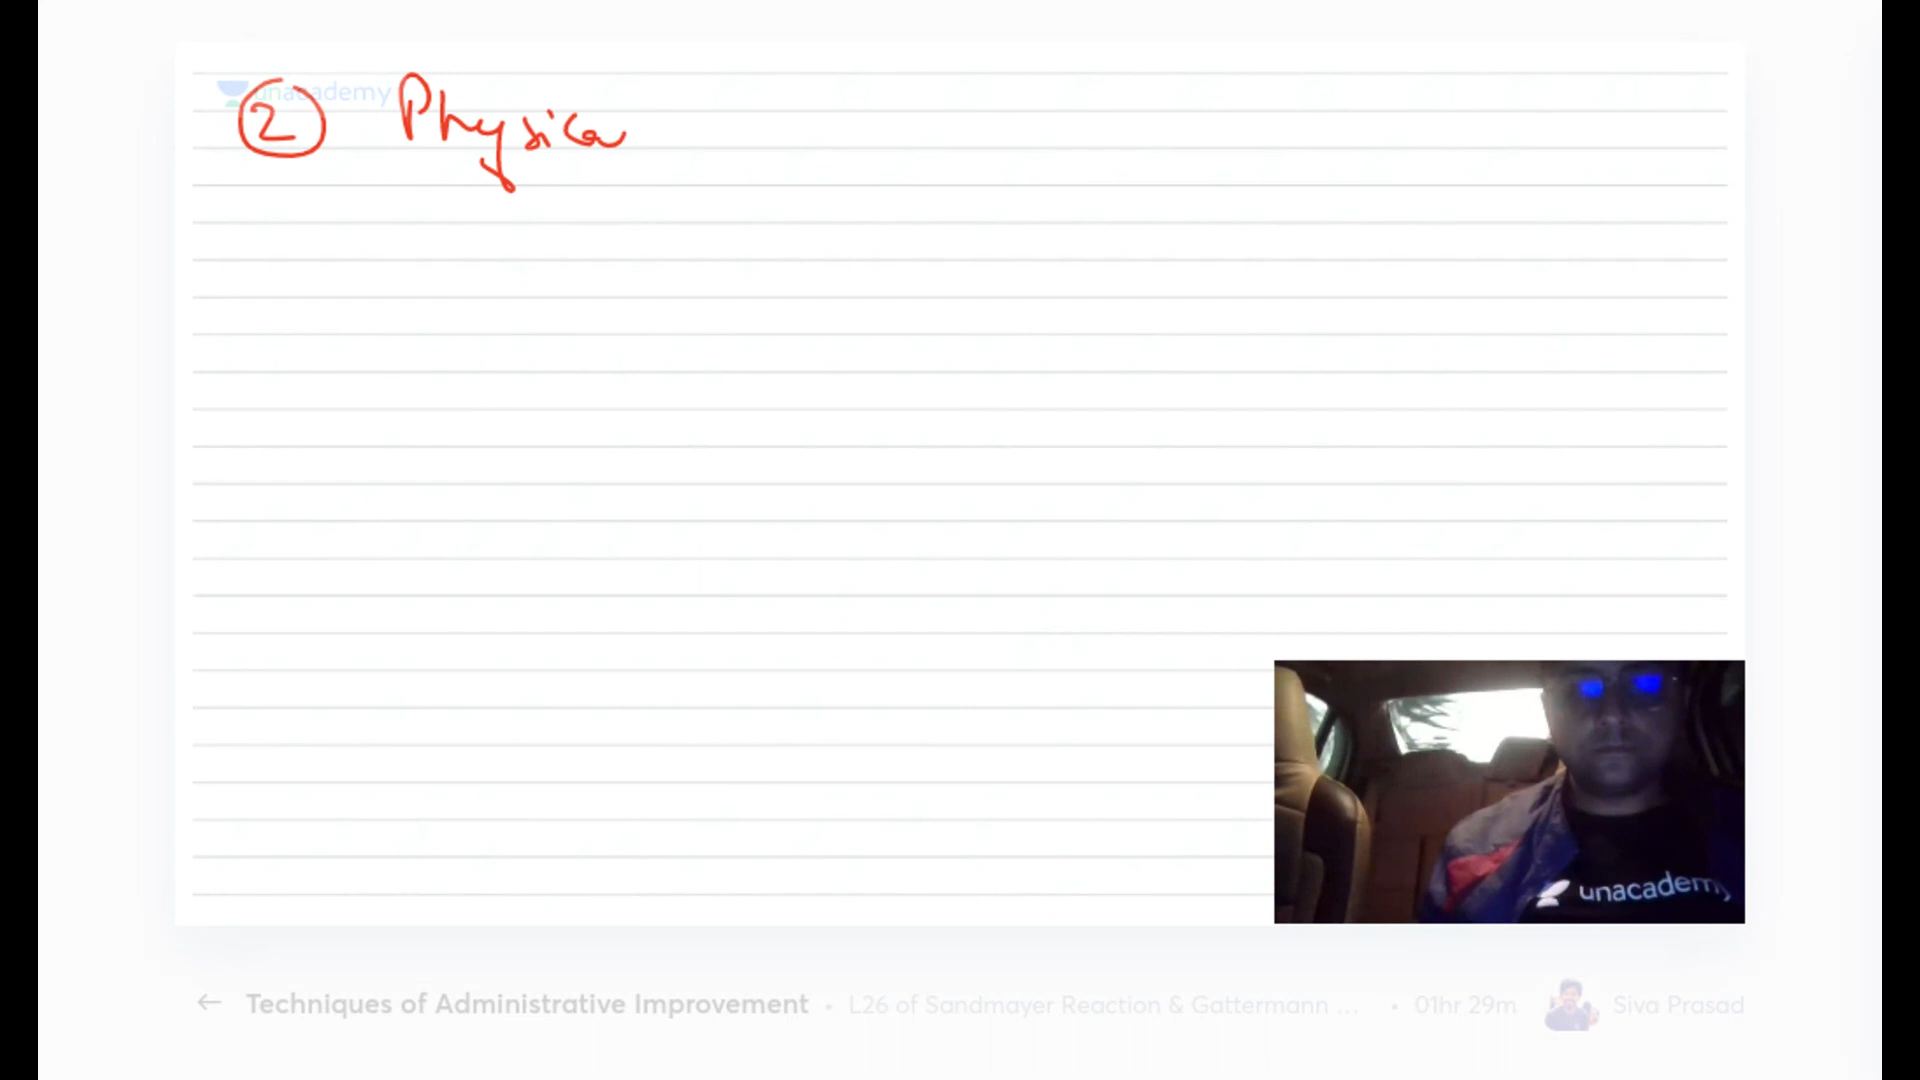 unacademy
② Physica
unacademy
← Techniques of Administrative Improvement • L26 of Sandmayer Reaction & Gattermann ... • 01hr 29m Siva Prasad